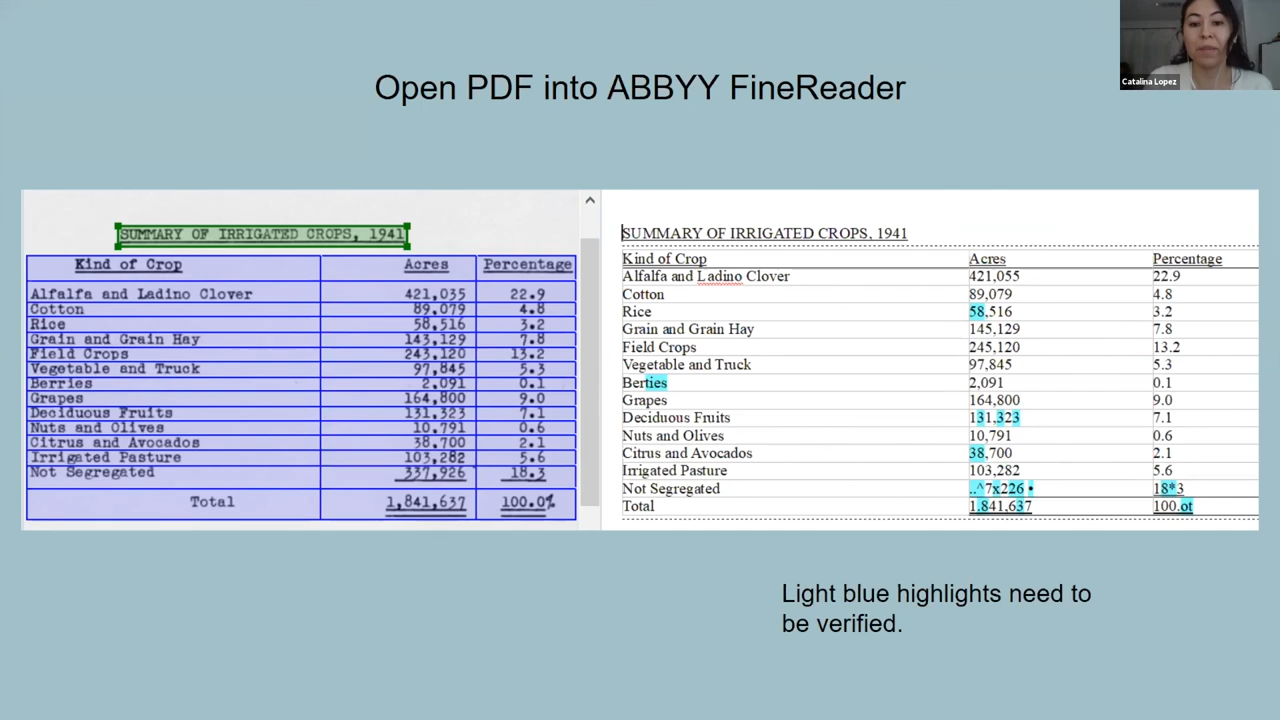 Catalina Lopez
Open PDF into ABBYY FineReader
SUMMARY OF IRRIGATED CROPS, 1941
Kind of Crop Acres Percentage
Alfalfa and Ladino Clover 421,035 22.9
Cotton 89,079 4.8
Rice 58,516 3.2
Grain and Grain Hay 143,129 7.8
Field Crops 243,120 13.2
Vegetable and Truck 97,845 5.3
Berries 2,091 0.1
Grapes 164,800 9.0
Deciduous Fruits 131,323 7.1
Nuts and Olives 10,791 0.6
Citrus and Avocados 38,700 2.1
Irrigated Pasture 103,282 5.6
Not Segregated 337,926 18.3
Total 1,841,637 100.0%
SUMMARY OF IRRIGATED CROPS, 1941
Kind of Crop Acres Percentage
Alfalfa and Ladino Clover 421,055 22.9
Cotton 89,079 4.8
Rice 58,516 3.2
Grain and Grain Hay 145,129 7.8
Field Crops 245,120 13.2
Vegetable and Truck 97,845 5.3
Berties 2,091 0.1
Grapes 164,800 9.0
Deciduous Fruits 131,323 7.1
Nuts and Olives 10,791 0.6
Citrus and Avocados 38,700 2.1
Irrigated Pasture 103,282 5.6
Not Segregated ..^7x226 • 18*3
Total 1.841.637 100.ot
Light blue highlights need to
be verified.